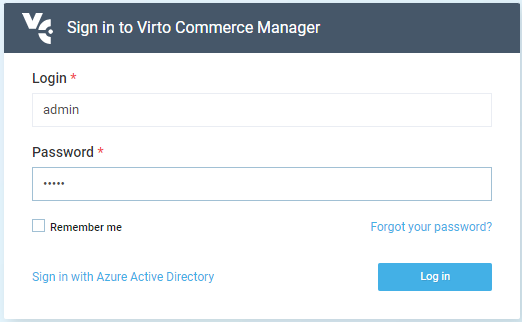 Sign in to Virto Commerce Manager
Login *
admin
Password *
•••••
Remember me
Forgot your password?
Sign in with Azure Active Directory
Log in